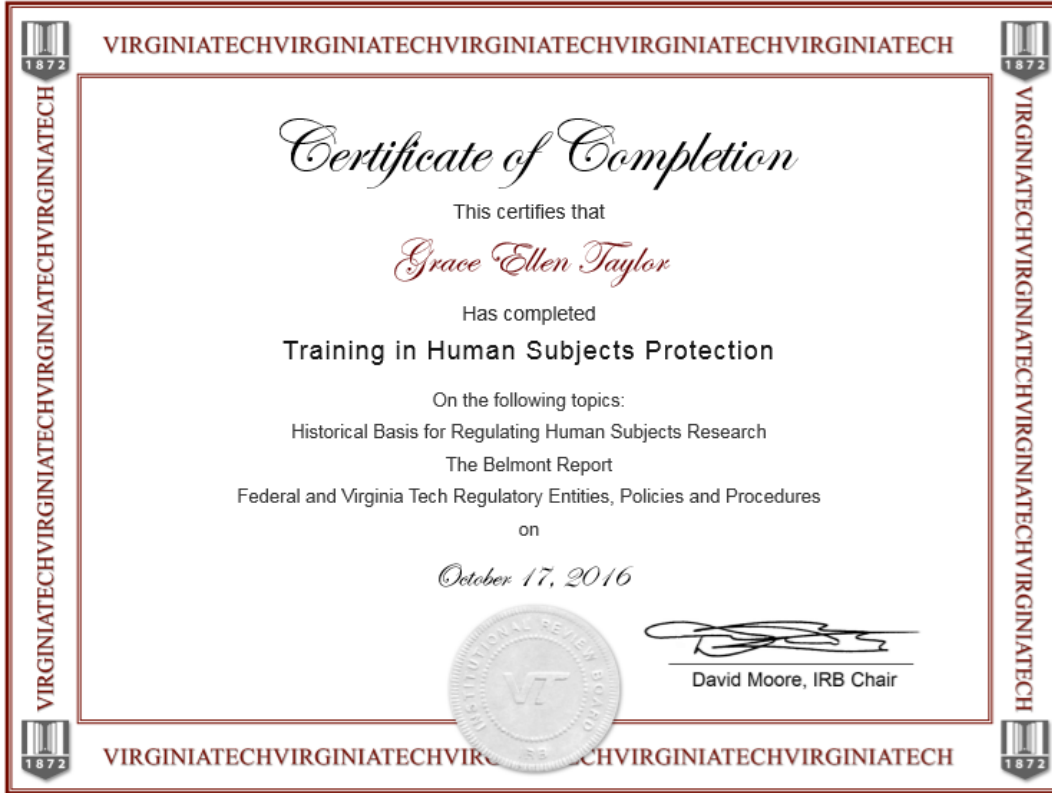 VIRGINIATECHVIRGINIATECHVIRGINIATECHVIRGINIATECHVIRGINIATECH
1872
1872
VIRGINIATECHVIRGINIATECHVIRGINIATECHVIRGINIATECH
VIRGINIATECHVIRGINIATECHVIRGINIATECHVIRGINIATECH
Certificate of Completion
This certifies that
Grace Ellen Taylor
Has completed
Training in Human Subjects Protection
On the following topics:
Historical Basis for Regulating Human Subjects Research
The Belmont Report
Federal and Virginia Tech Regulatory Entities, Policies and Procedures
on
October 17, 2016
INSTITUTIONAL REVIEW BOARD
VT
IRB
David Moore, IRB Chair
1872
VIRGINIATECHVIRGINIATECHVIRG
CHVIRGINIATECHVIRGINIATECH
1872